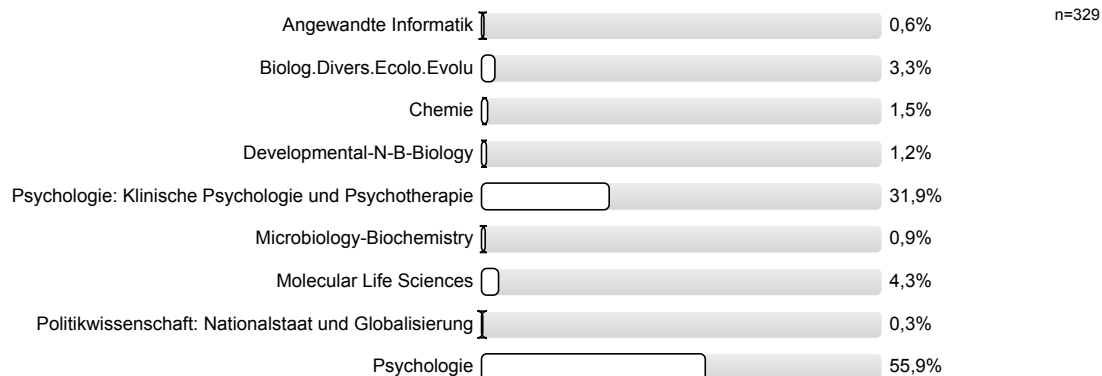 Angewandte Informatik 0,6% n=329
Biolog.Divers.Ecolo.Evolu 3,3%
Chemie 1,5%
Developmental-N-B-Biology 1,2%
Psychologie: Klinische Psychologie und Psychotherapie 31,9%
Microbiology-Biochemistry 0,9%
Molecular Life Sciences 4,3%
Politikwissenschaft: Nationalstaat und Globalisierung 0,3%
Psychologie 55,9%